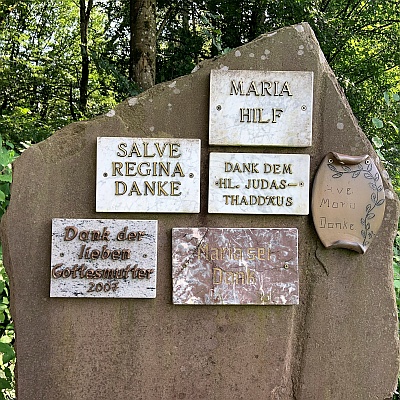 MARIA
HILF
SALVE
REGINA
DANKE
DANK DEM
HL. JUDAS-
THADDÄUS
Ave
Maria
Danke
Dank der
lieben
Gottesmutter
2007
Maria sei
Dank